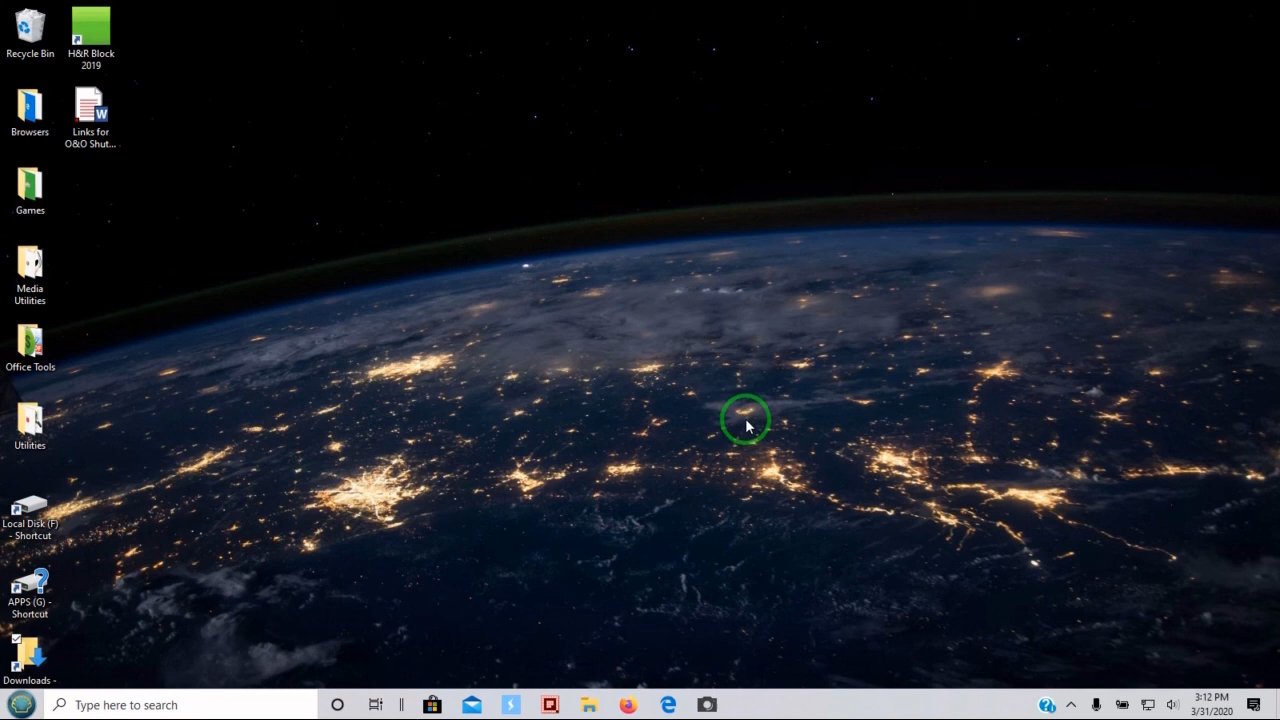 Recycle Bin
H&R Block
2019
Browsers
Links for
O&O Shut...
Games
Media
Utilities
Office Tools
Utilities
Local Disk (F)
- Shortcut
APPS (G) -
Shortcut
Downloads -
Type here to search
3:12 PM
3/31/2020